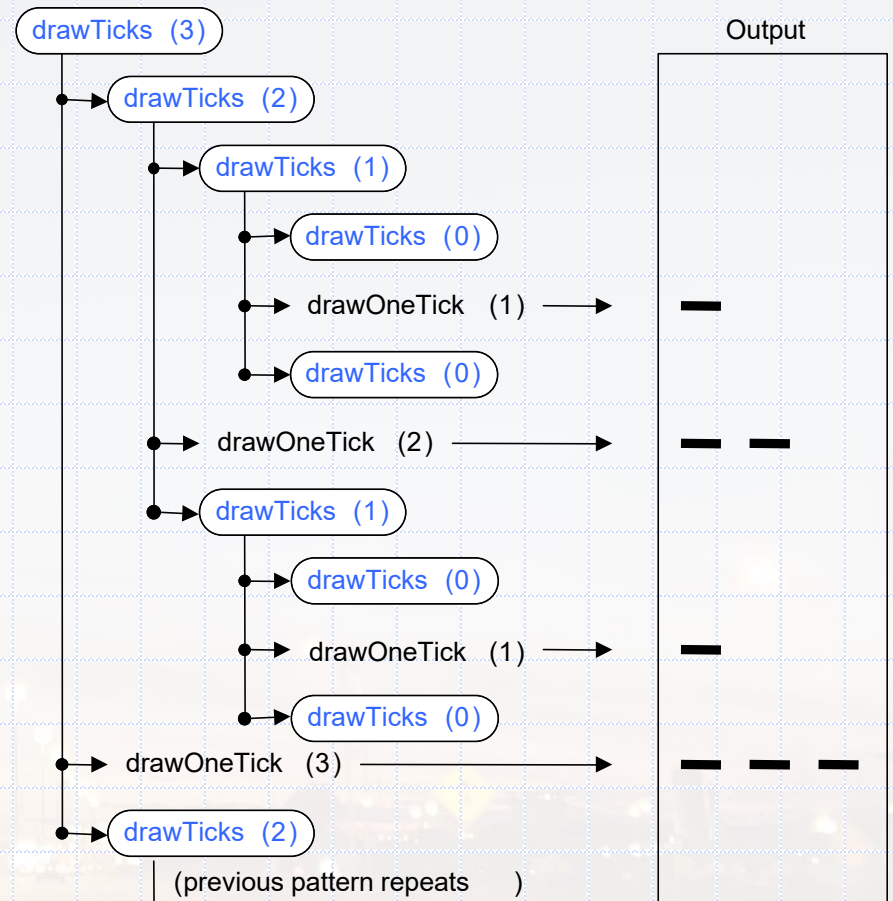 drawTicks (3)
Output
drawTicks (2)
drawTicks (1)
drawTicks (0)
drawOneTick (1)
drawTicks (0)
drawOneTick (2)
drawTicks (1)
drawTicks (0)
drawOneTick (1)
drawTicks (0)
drawOneTick (3)
drawTicks (2)
(previous pattern repeats )